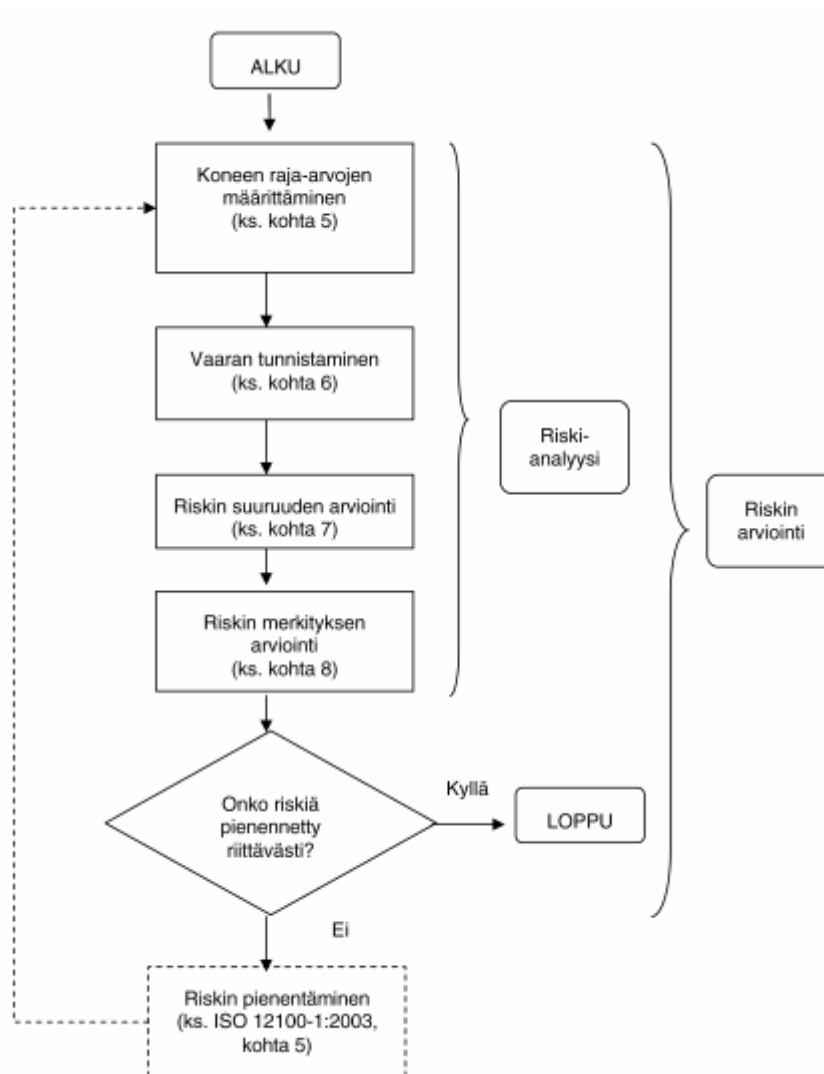 ALKU
Koneen raja-arvojen
määrittäminen
(ks. kohta 5)
Vaaran tunnistaminen
(ks. kohta 6)
Riskin suuruuden arviointi
(ks. kohta 7)
Riskin merkityksen
arviointi
(ks. kohta 8)
Riski-
analyysi
Riskin
arviointi
Onko riskiä
pienennetty
riittävästi?
Kyllä
LOPPU
Ei
Riskin pienentäminen
(ks. ISO 12100-1:2003,
kohta 5)